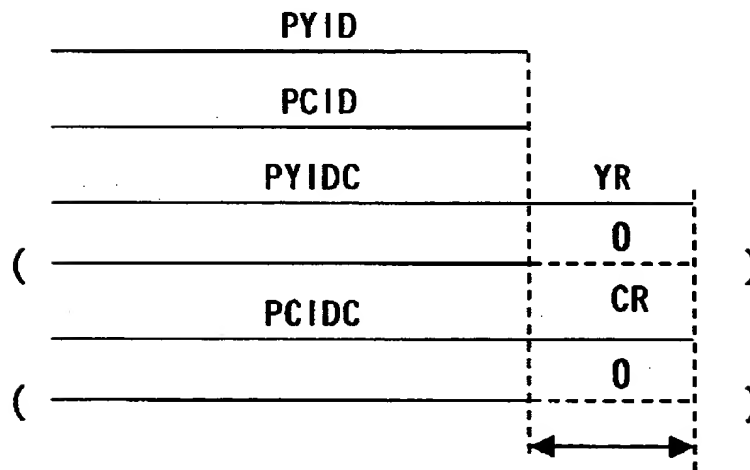 PYID
PCID
PYIDC YR
( 0 )
PCIDC CR
( 0 )